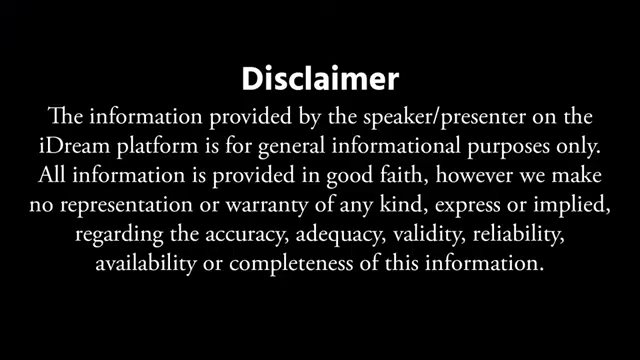 Disclaimer
The information provided by the speaker/presenter on the
iDream platform is for general informational purposes only.
All information is provided in good faith, however we make
no representation or warranty of any kind, express or implied,
regarding the accuracy, adequacy, validity, reliability,
availability or completeness of this information.